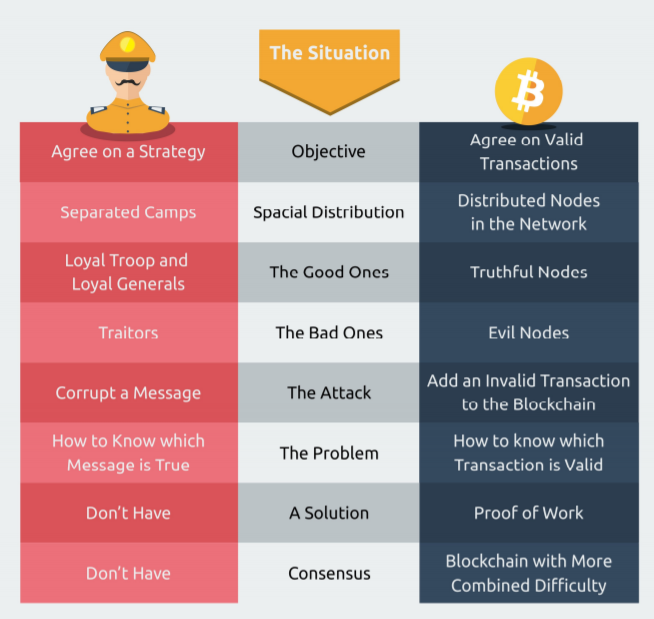 The Situation
Agree on a Strategy
Objective
Agree on Valid
Transactions
Separated Camps
Spacial Distribution
Distributed Nodes
in the Network
Loyal Troop and
Loyal Generals
The Good Ones
Truthful Nodes
Traitors
The Bad Ones
Evil Nodes
Corrupt a Message
The Attack
Add an Invalid Transaction
to the Blockchain
How to Know which
Message is True
The Problem
How to know which
Transaction is Valid
Don't Have
A Solution
Proof of Work
Don't Have
Consensus
Blockchain with More
Combined Difficulty